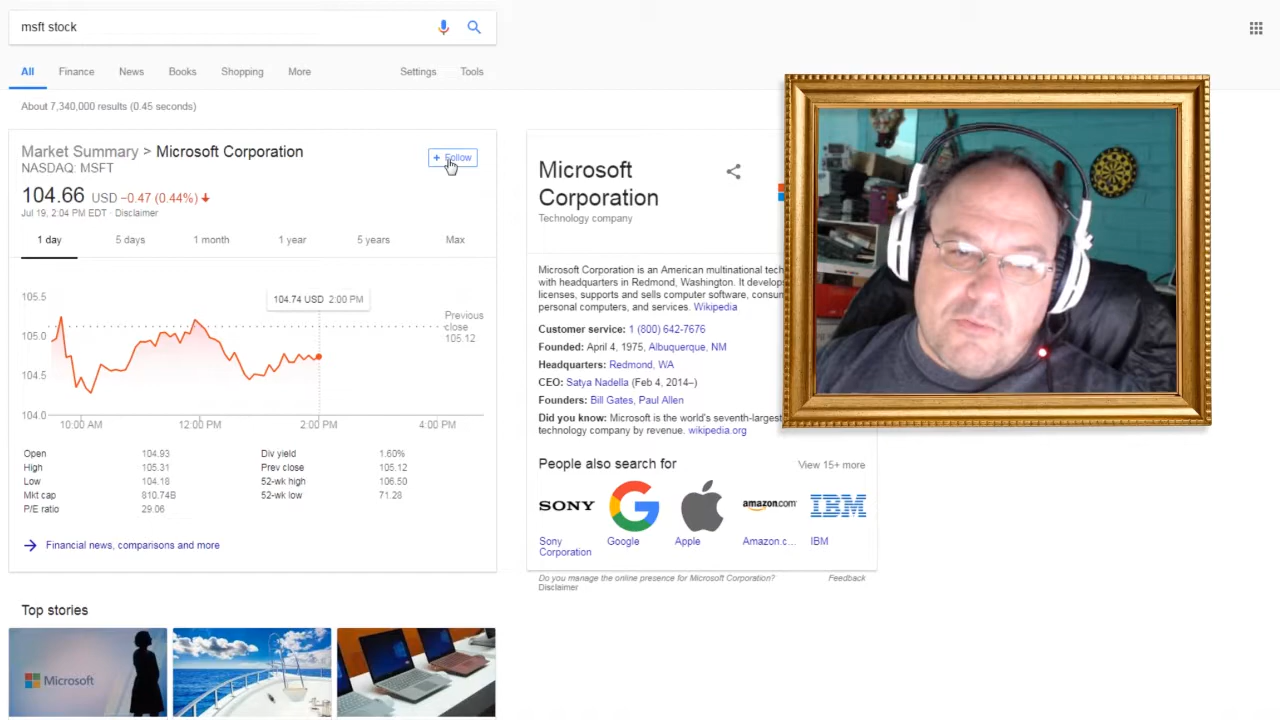 msft stock
All Finance News Books Shopping More Settings Tools
About 7,340,000 results (0.45 seconds)
Market Summary > Microsoft Corporation
NASDAQ: MSFT
+ Follow
104.66 USD −0.47 (0.44%)
Jul 19, 2:04 PM EDT · Disclaimer
1 day 5 days 1 month 1 year 5 years Max
104.74 USD 2:00 PM
105.5
105.0
104.5
104.0
Previous
close
105.12
10:00 AM 12:00 PM 2:00 PM 4:00 PM
Open 104.93 Div yield 1.60%
High 105.31 Prev close 105.12
Low 104.18 52-wk high 106.50
Mkt cap 810.74B 52-wk low 71.28
P/E ratio 29.06
Financial news, comparisons and more
Top stories
Microsoft
Microsoft
Corporation
Technology company
Microsoft Corporation is an American multinational
with headquarters in Redmond, Washington. It
licenses, supports and sells computer software,
personal computers, and services. Wikipedia
Customer service: 1 (800) 642-7676
Founded: April 4, 1975, Albuquerque, NM
Headquarters: Redmond, WA
CEO: Satya Nadella (Feb 4, 2014–)
Founders: Bill Gates, Paul Allen
Did you know: Microsoft is the world's seventh-largest
technology company by revenue. wikipedia.org
People also search for View 15+ more
SONY G amazon.com IBM
Sony
Corporation
Google
Apple
Amazon.c...
IBM
Do you manage the online presence for Microsoft Corporation? Feedback
Disclaimer